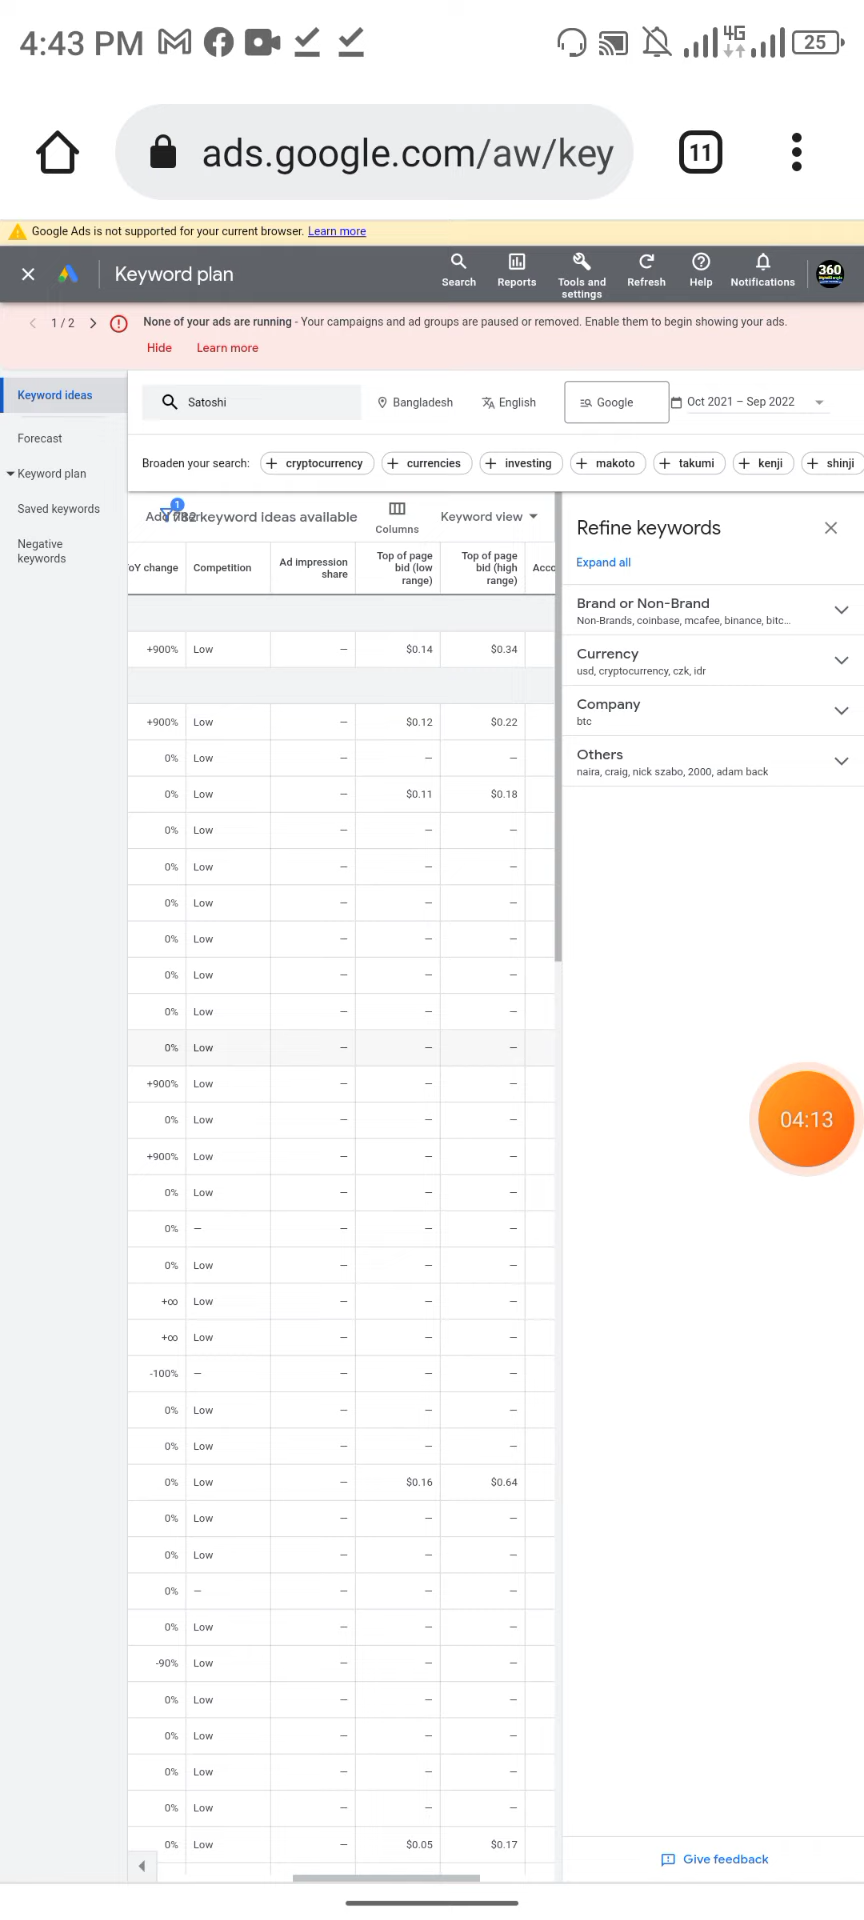 4:43 PM
4G
25
ads.google.com/aw/key
11
Google Ads is not supported for your current browser. Learn more
Keyword plan
Search
Reports
Tools and settings
Refresh
Help
Notifications
360
1 / 2
None of your ads are running - Your campaigns and ad groups are paused or removed. Enable them to begin showing your ads.
Hide Learn more
Keyword ideas
Forecast
Keyword plan
Saved keywords
Negative keywords
Satoshi
Bangladesh
English
Google
Oct 2021 – Sep 2022
Broaden your search:
+ cryptocurrency
+ currencies
+ investing
+ makoto
+ takumi
+ kenji
+ shinji
1
keyword ideas available
Columns
Keyword view
oY change Competition Ad impression share Top of page bid (low range) Top of page bid (high range) Acco
+900% Low – $0.14 $0.34
+900% Low – $0.12 $0.22
0% Low – – –
0% Low – $0.11 $0.18
0% Low – – –
0% Low – – –
0% Low – – –
0% Low – – –
0% Low – – –
0% Low – – –
0% Low – – –
+900% Low – – –
0% Low – – –
+900% Low – – –
0% Low – – –
0% – – – –
0% Low – – –
+∞ Low – – –
+∞ Low – – –
-100% – – – –
0% Low – – –
0% Low – – –
0% Low – $0.16 $0.64
0% Low – – –
0% Low – – –
0% – – – –
0% Low – – –
-90% Low – – –
0% Low – – –
0% Low – – –
0% Low – – –
0% Low – – –
0% Low – $0.05 $0.17
Refine keywords
Expand all
Brand or Non-Brand
Non-Brands, coinbase, mcafee, binance, bitc...
Currency
usd, cryptocurrency, czk, idr
Company
btc
Others
naira, craig, nick szabo, 2000, adam back
04:13
Give feedback